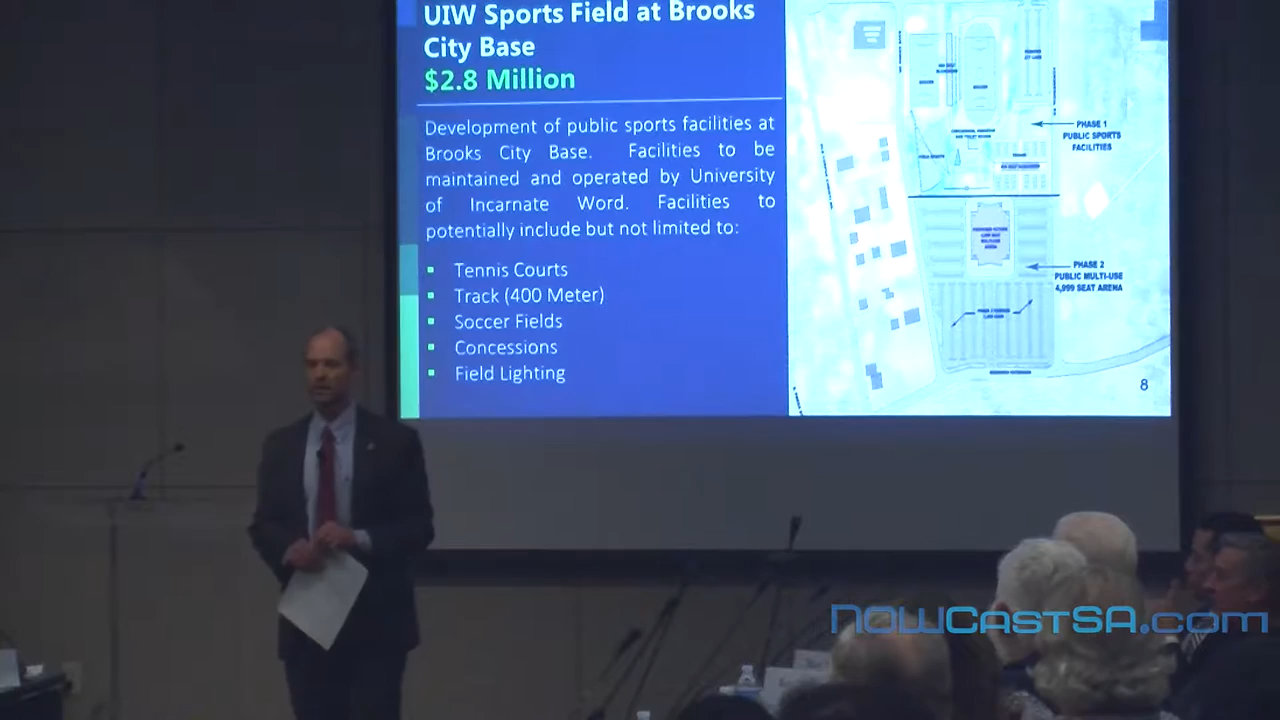 UIW Sports Field at Brooks
City Base
$2.8 Million
Development of public sports facilities at
Brooks City Base. Facilities to be
maintained and operated by University
of Incarnate Word. Facilities to
potentially include but not limited to:
▪ Tennis Courts
▪ Track (400 Meter)
▪ Soccer Fields
▪ Concessions
▪ Field Lighting
PHASE 1
PUBLIC SPORTS
FACILITIES
PHASE 2
PUBLIC MULTI-USE
4,999 SEAT ARENA
8
NOWCASTSA.com